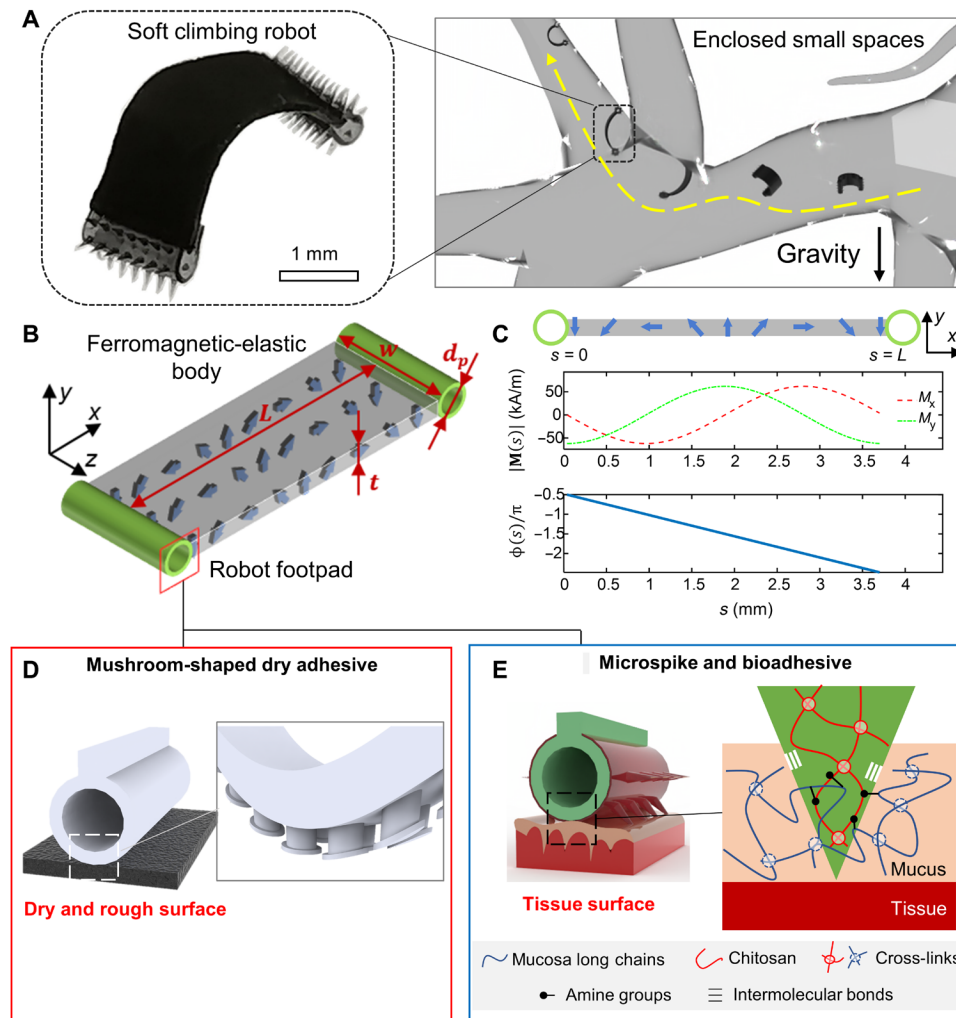 A
Soft climbing robot
1 mm
Enclosed small spaces
Gravity
B
Ferromagnetic-elastic
body
y
x
z
L
w
d_p
t
Robot footpad
C
s = 0
s = L
y
x
|M(s)| (kA/m)
50
0
−50
M_x
M_y
0 0.5 1 1.5 2 2.5 3 3.5 4
ϕ(s)/π
−0.5
−1
−1.5
−2
0 0.5 1 1.5 2 2.5 3 3.5 4
s (mm)
D
Mushroom-shaped dry adhesive
Dry and rough surface
E
Microspike and bioadhesive
Tissue surface
Mucus
Tissue
Mucosa long chains
Chitosan
Cross-links
Amine groups
Intermolecular bonds